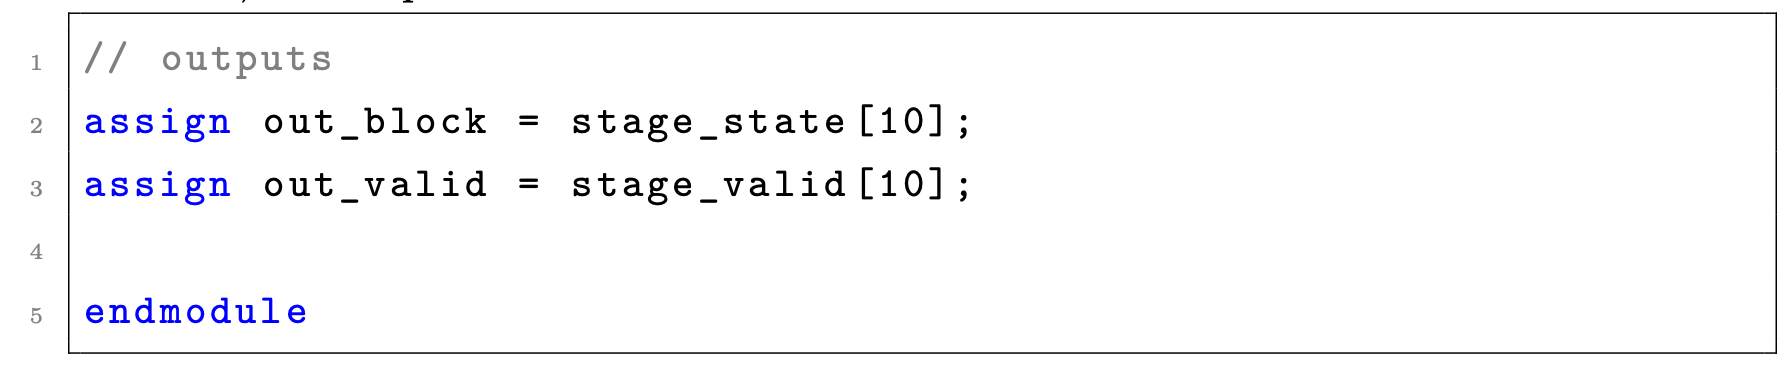 1 // outputs
2 assign out_block = stage_state[10];
3 assign out_valid = stage_valid[10];
4
5 endmodule